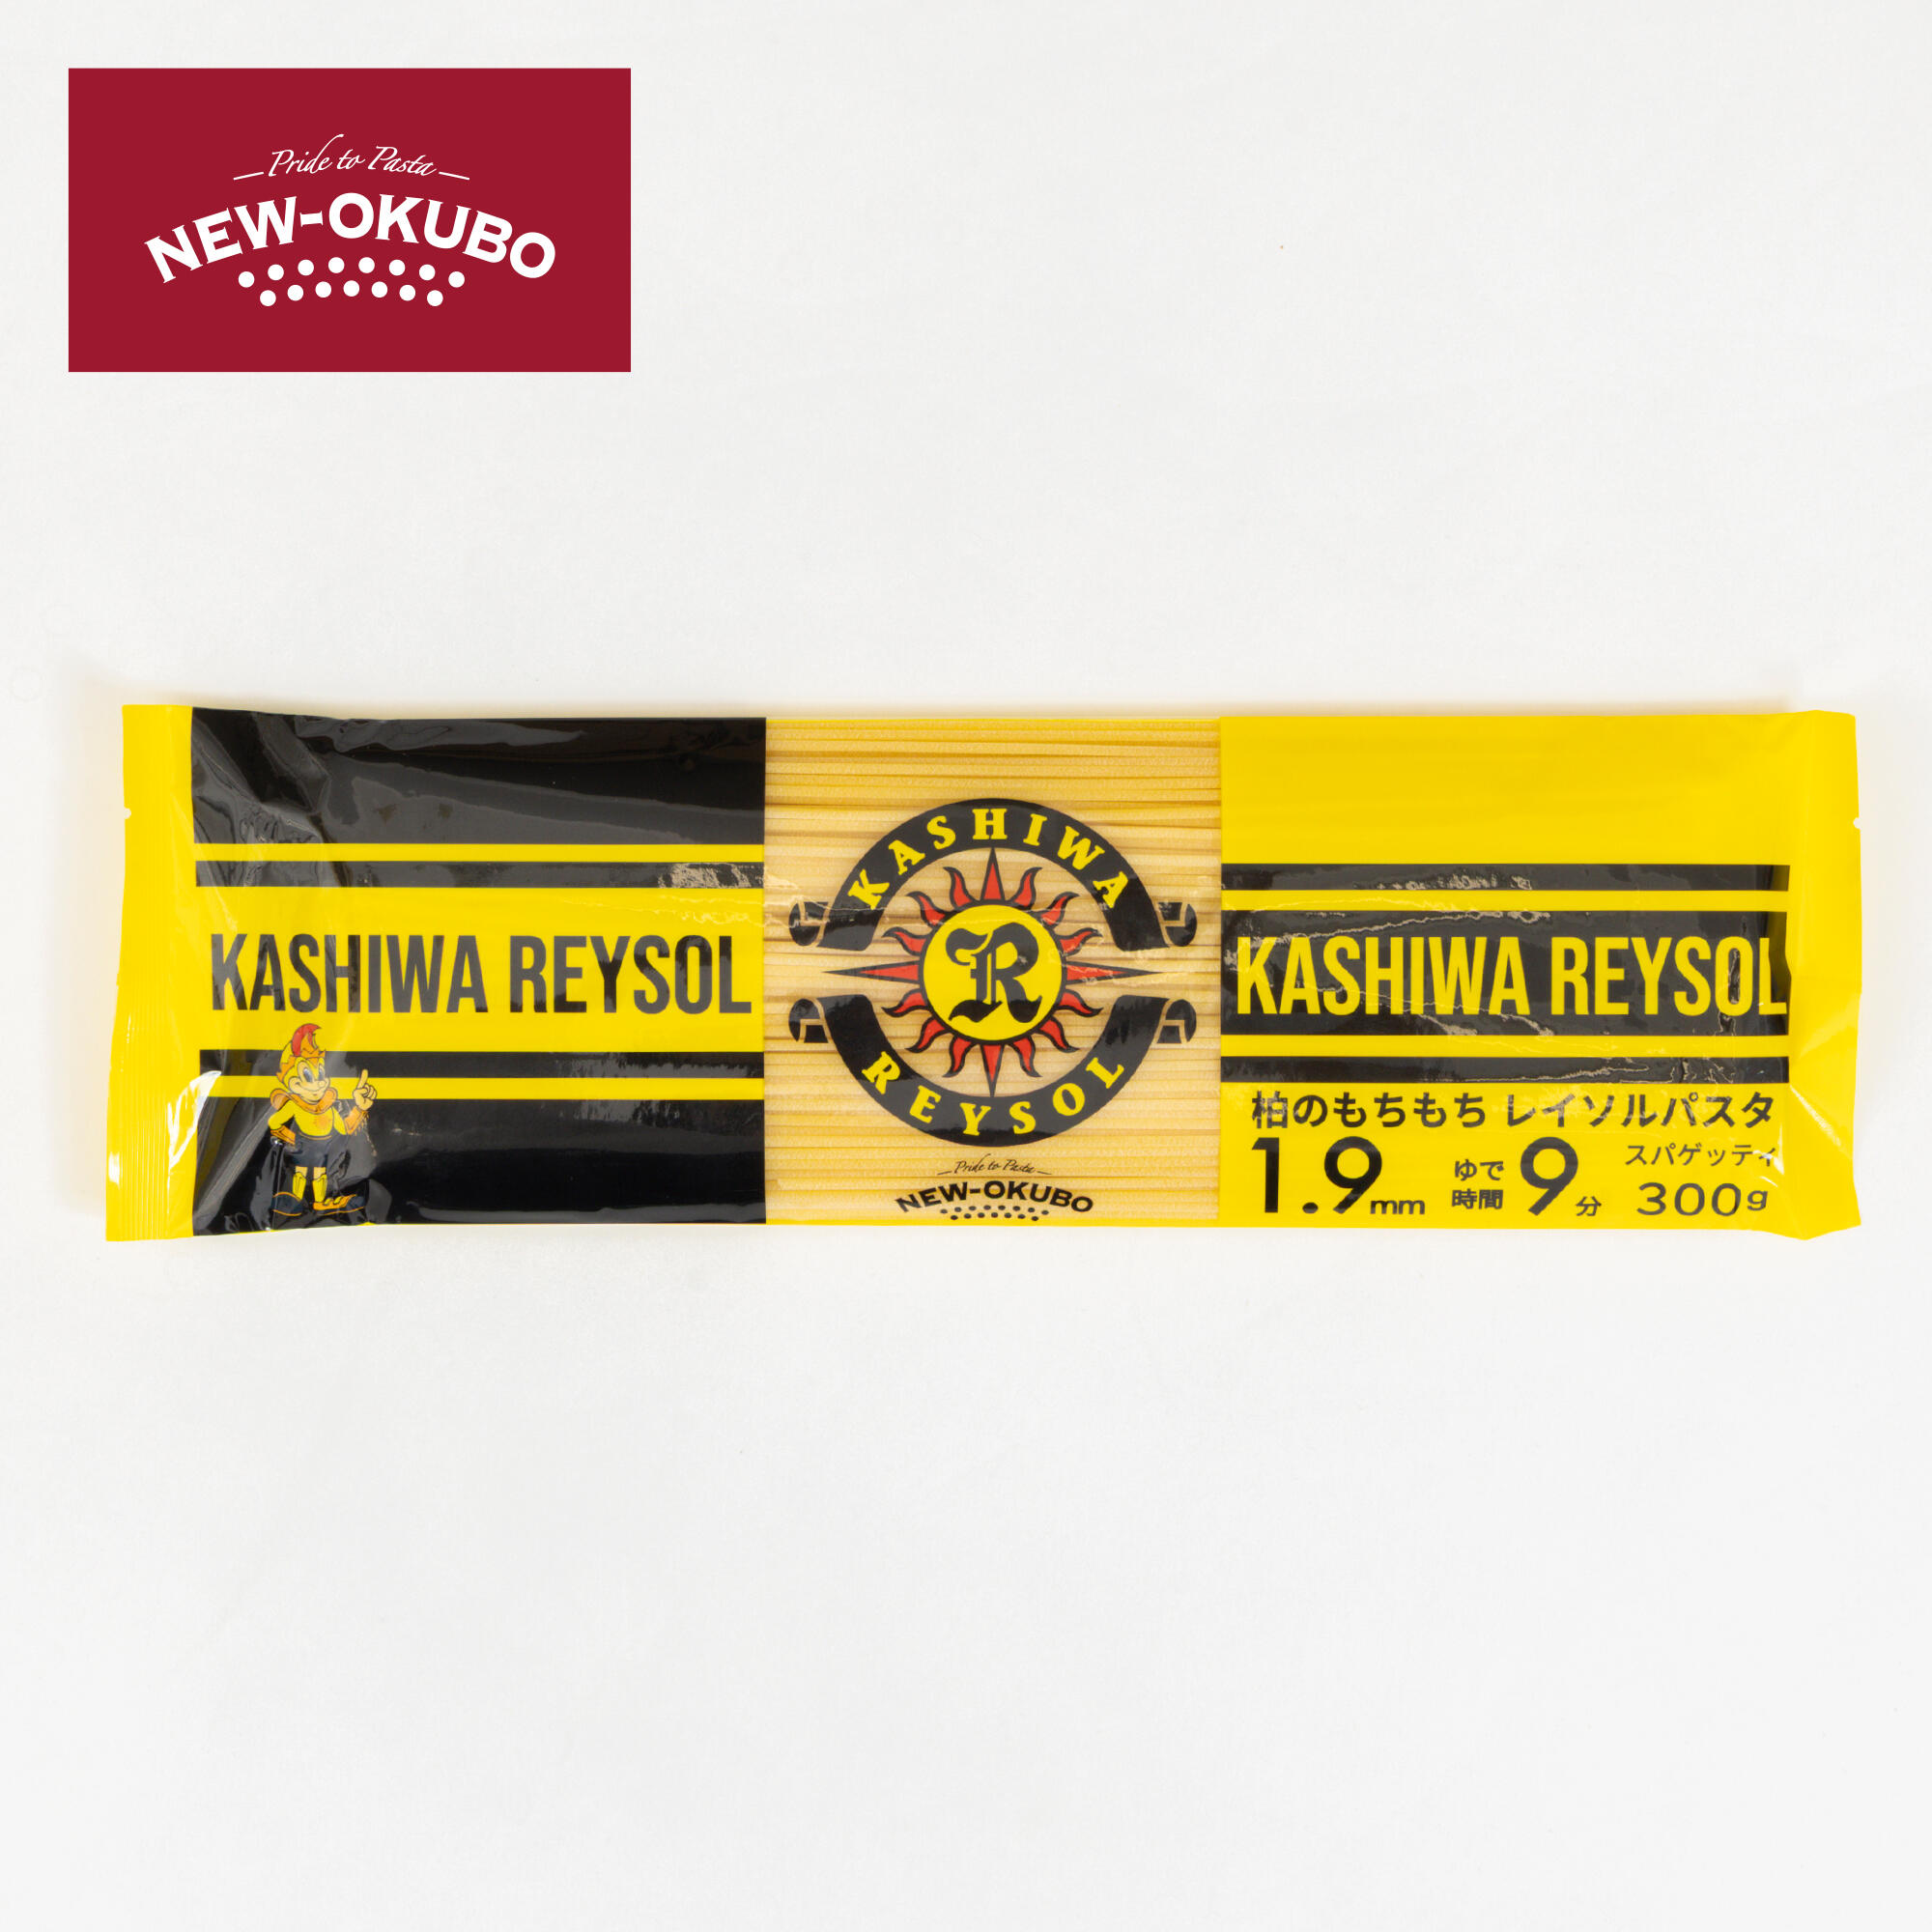 Pride to Pasta
NEW-OKUBO
KASHIWA REYSOL
KASHIWA
R
REYSOL
Pride to Pasta
NEW-OKUBO
KASHIWA REYSOL
柏のもちもち レイソルパスタ
1.9mm ゆで時間 9分 スパゲッティ 300g